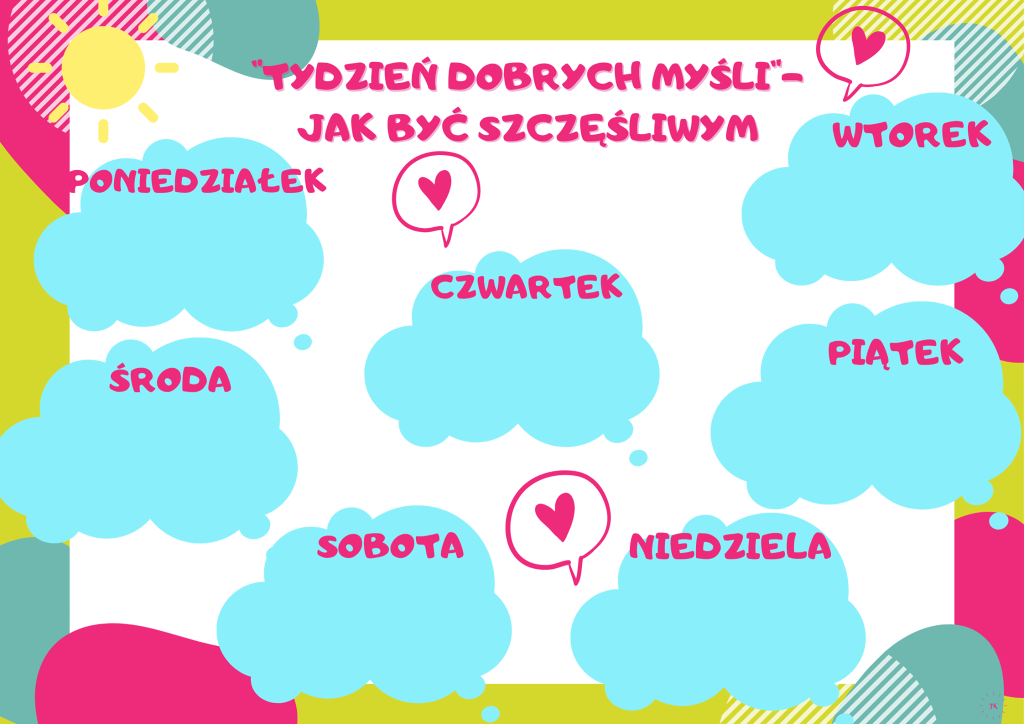 "TYDZIEŃ DOBRYCH MYŚLI"-
JAK BYĆ SZCZĘŚLIWYM
PONIEDZIAŁEK
WTOREK
ŚRODA
CZWARTEK
PIĄTEK
SOBOTA
NIEDZIELA